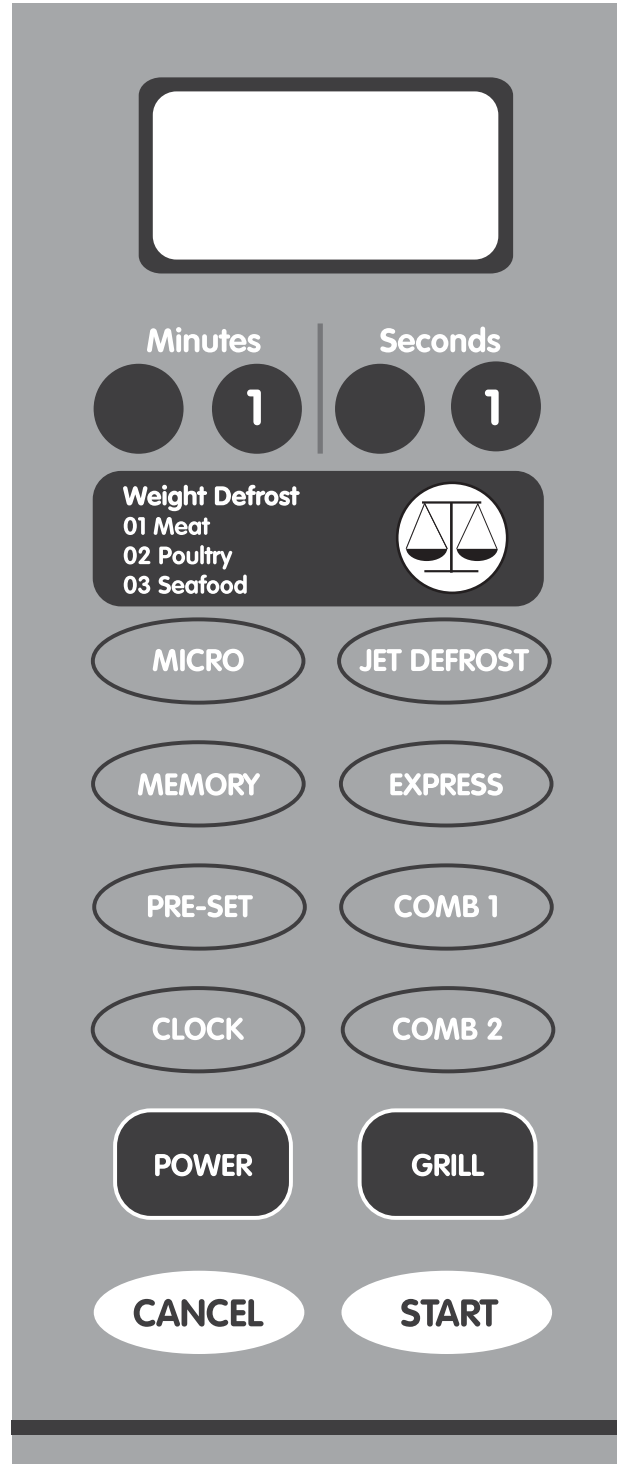 Minutes Seconds
1 1
Weight Defrost
01 Meat
02 Poultry
03 Seafood
MICRO JET DEFROST
MEMORY EXPRESS
PRE-SET COMB 1
CLOCK COMB 2
POWER GRILL
CANCEL START